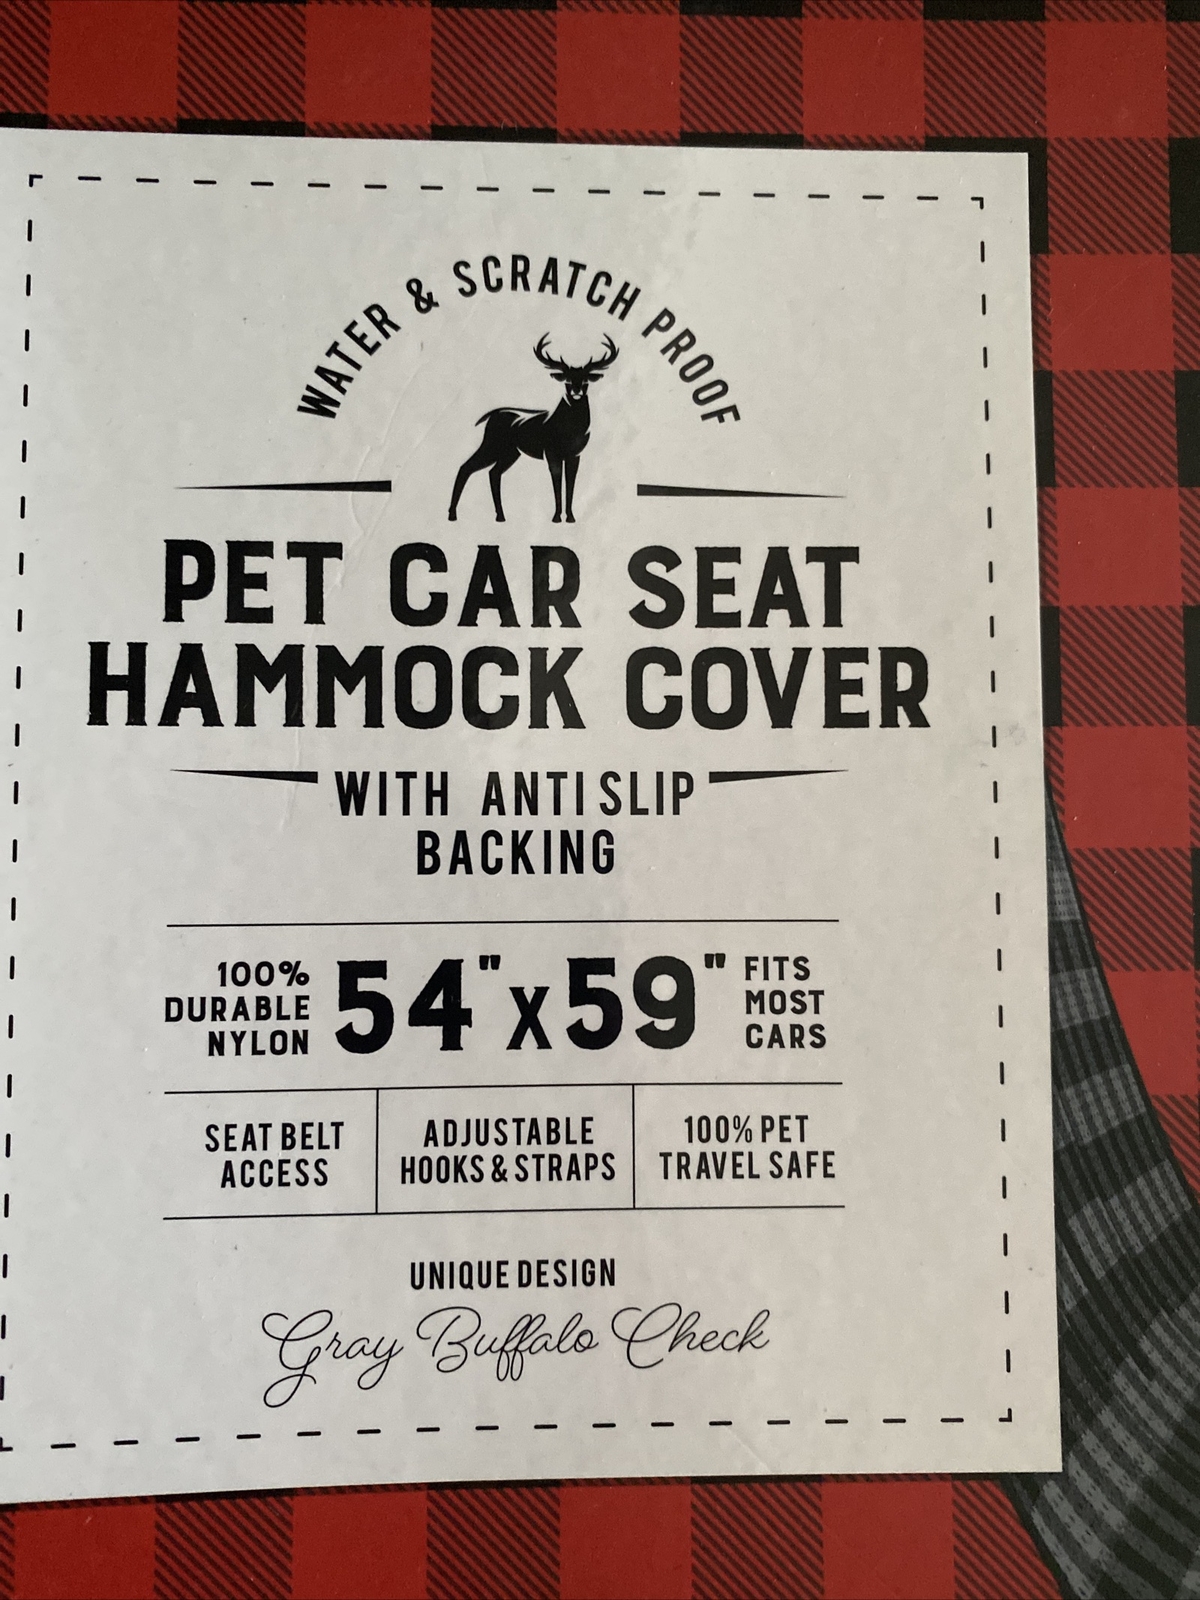 WATER & SCRATCH PROOF
PET CAR SEAT
HAMMOCK COVER
WITH ANTI SLIP
BACKING
100%
DURABLE
NYLON
54" x 59"
FITS
MOST
CARS
SEAT BELT
ACCESS
ADJUSTABLE
HOOKS & STRAPS
100% PET
TRAVEL SAFE
UNIQUE DESIGN
Gray Buffalo Check